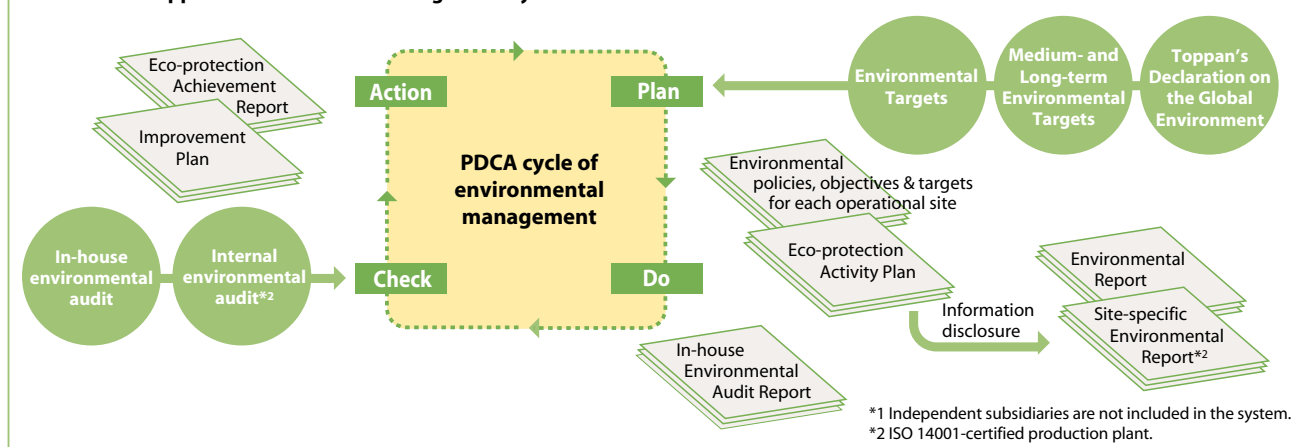 Eco-protection
Achievement
Report
Improvement
Plan
Action
Plan
PDCA cycle of
environmental
management
Check
Do
Environmental
Targets
Medium- and
Long-term
Environmental
Targets
Toppan's
Declaration on
the Global
Environment
In-house
environmental
audit
Internal
environmental
audit*2
Environmental
policies, objectives & targets
for each operational site
Eco-protection
Activity Plan
Information
disclosure
Environmental
Report
Site-specific
Environmental
Report*2
In-house
Environmental
Audit Report
*1 Independent subsidiaries are not included in the system.
*2 ISO 14001-certified production plant.